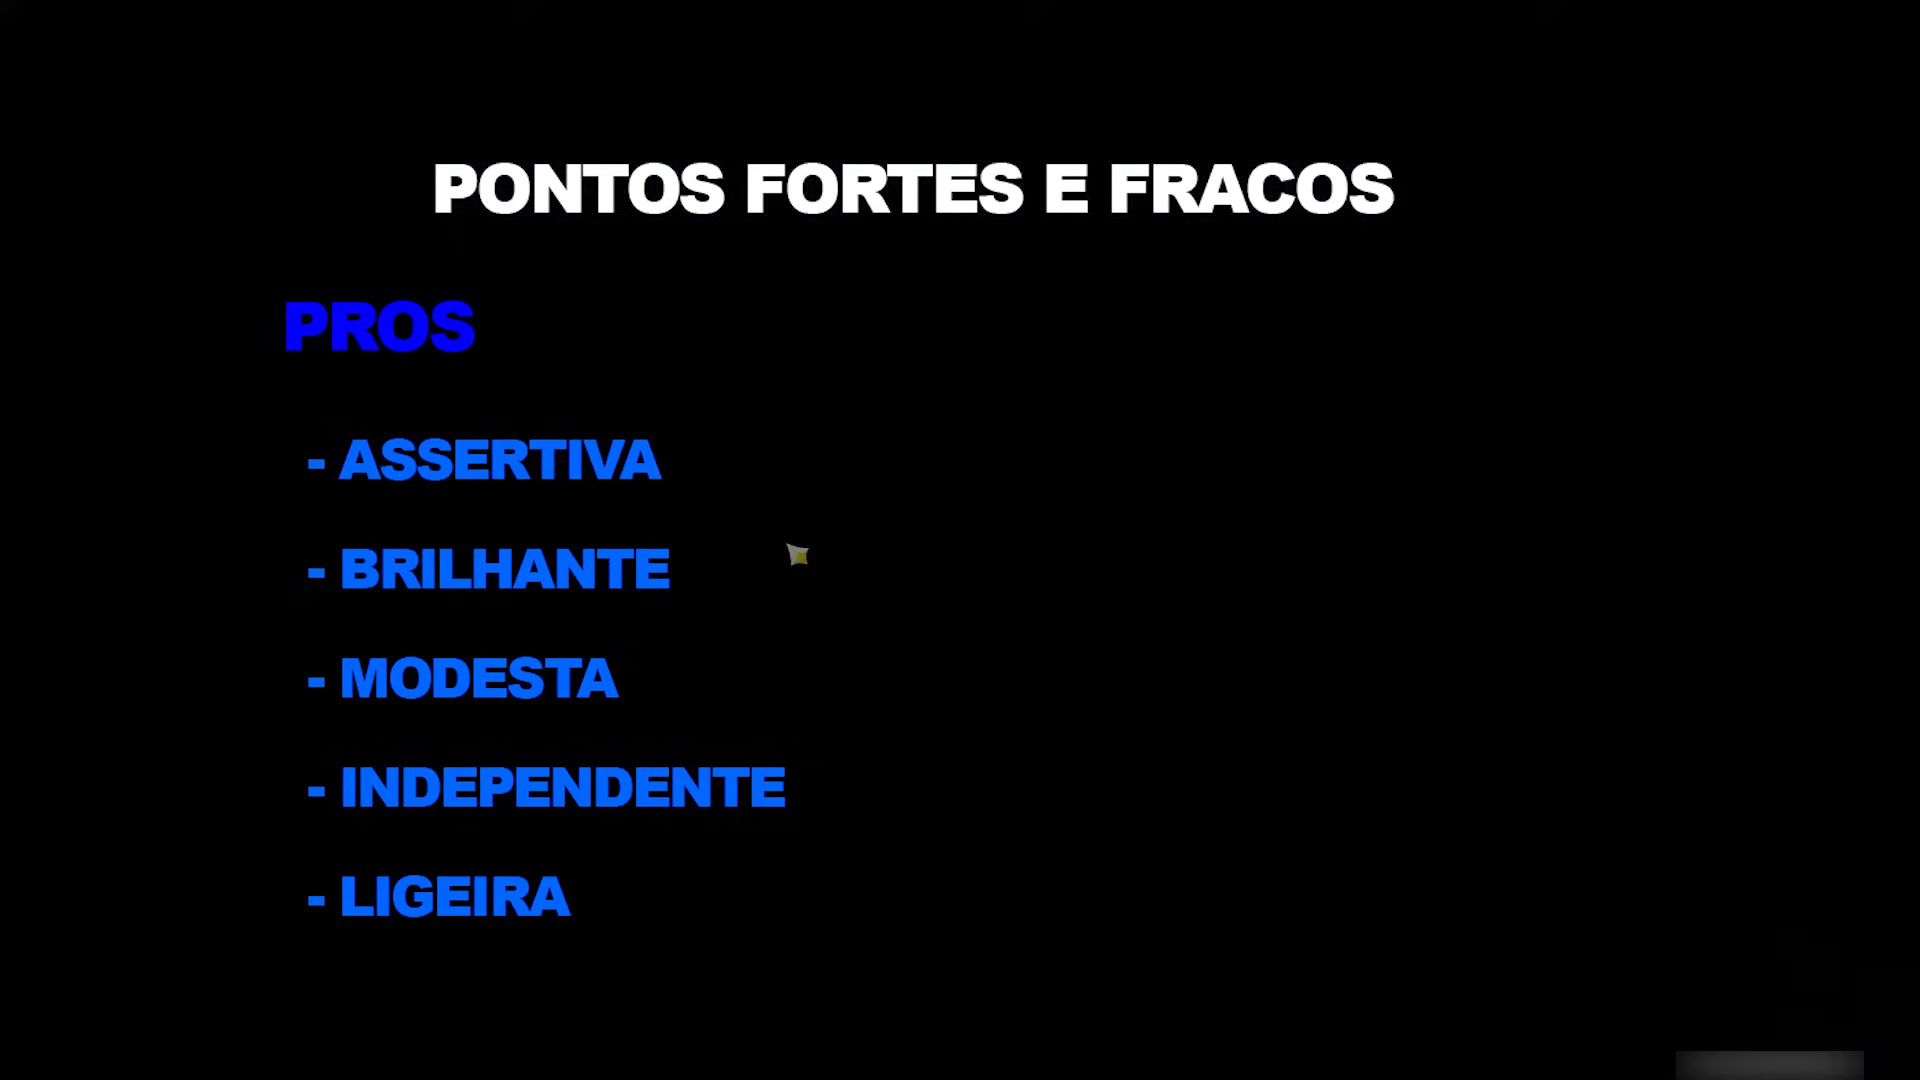 PONTOS FORTES E FRACOS
PROS
- ASSERTIVA
- BRILHANTE
- MODESTA
- INDEPENDENTE
- LIGEIRA